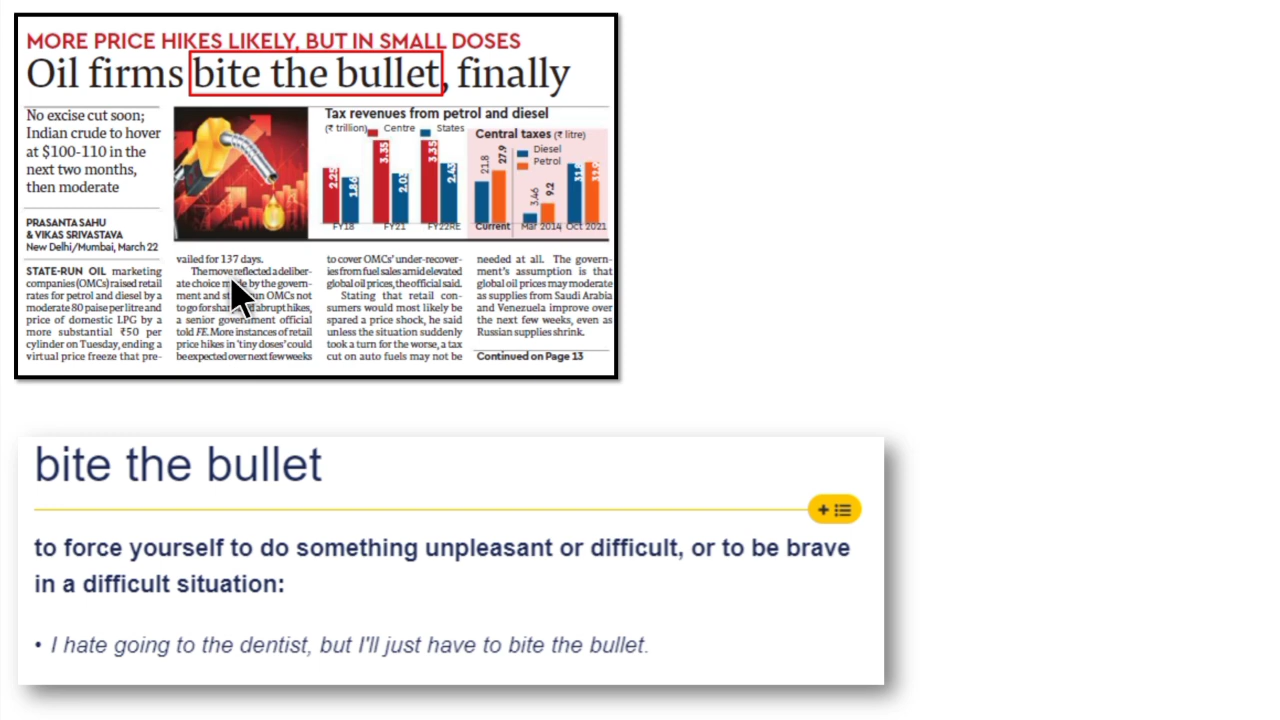 MORE PRICE HIKES LIKELY, BUT IN SMALL DOSES
Oil firms bite the bullet, finally
No excise cut soon;
Indian crude to hover
at $100-110 in the
next two months,
then moderate
PRASANTA SAHU
& VIKAS SRIVASTAVA
New Delhi/Mumbai, March 22
STATE-RUN OIL marketing
companies (OMCs) raised retail
rates for petrol and diesel by a
moderate 80 paise per litre and
price of domestic LPG by a
more substantial ₹50 per
cylinder on Tuesday, ending a
virtual price freeze that pre-
Tax revenues from petrol and diesel
(₹ trillion) Centre States
2.25 1.86 3.35 2.03 3.35 2.43
FY18 FY21 FY22RE
Central taxes (₹ litre)
Diesel
Petrol
21.8 27.9 3.46 9.2 31.8
Current Mar 2014 Oct 2021
vailed for 137 days.
The move reflected a deliber-
ate choice made by the govern-
ment and run OMCs not
to go for abrupt hikes,
a senior government official
told FE. More instances of retail
price hikes in 'tiny doses' could
be expected over next few weeks
to cover OMCs' under-recover-
ies from fuel sales amid elevated
global oil prices, the official said.
Stating that retail con-
sumers would most likely be
spared a price shock, he said
unless the situation suddenly
took a turn for the worse, a tax
cut on auto fuels may not be
needed at all. The govern-
ment's assumption is that
global oil prices may moderate
as supplies from Saudi Arabia
and Venezuela improve over
the next few weeks, even as
Russian supplies shrink.
Continued on Page 13
bite the bullet
to force yourself to do something unpleasant or difficult, or to be brave
in a difficult situation:
• I hate going to the dentist, but I'll just have to bite the bullet.